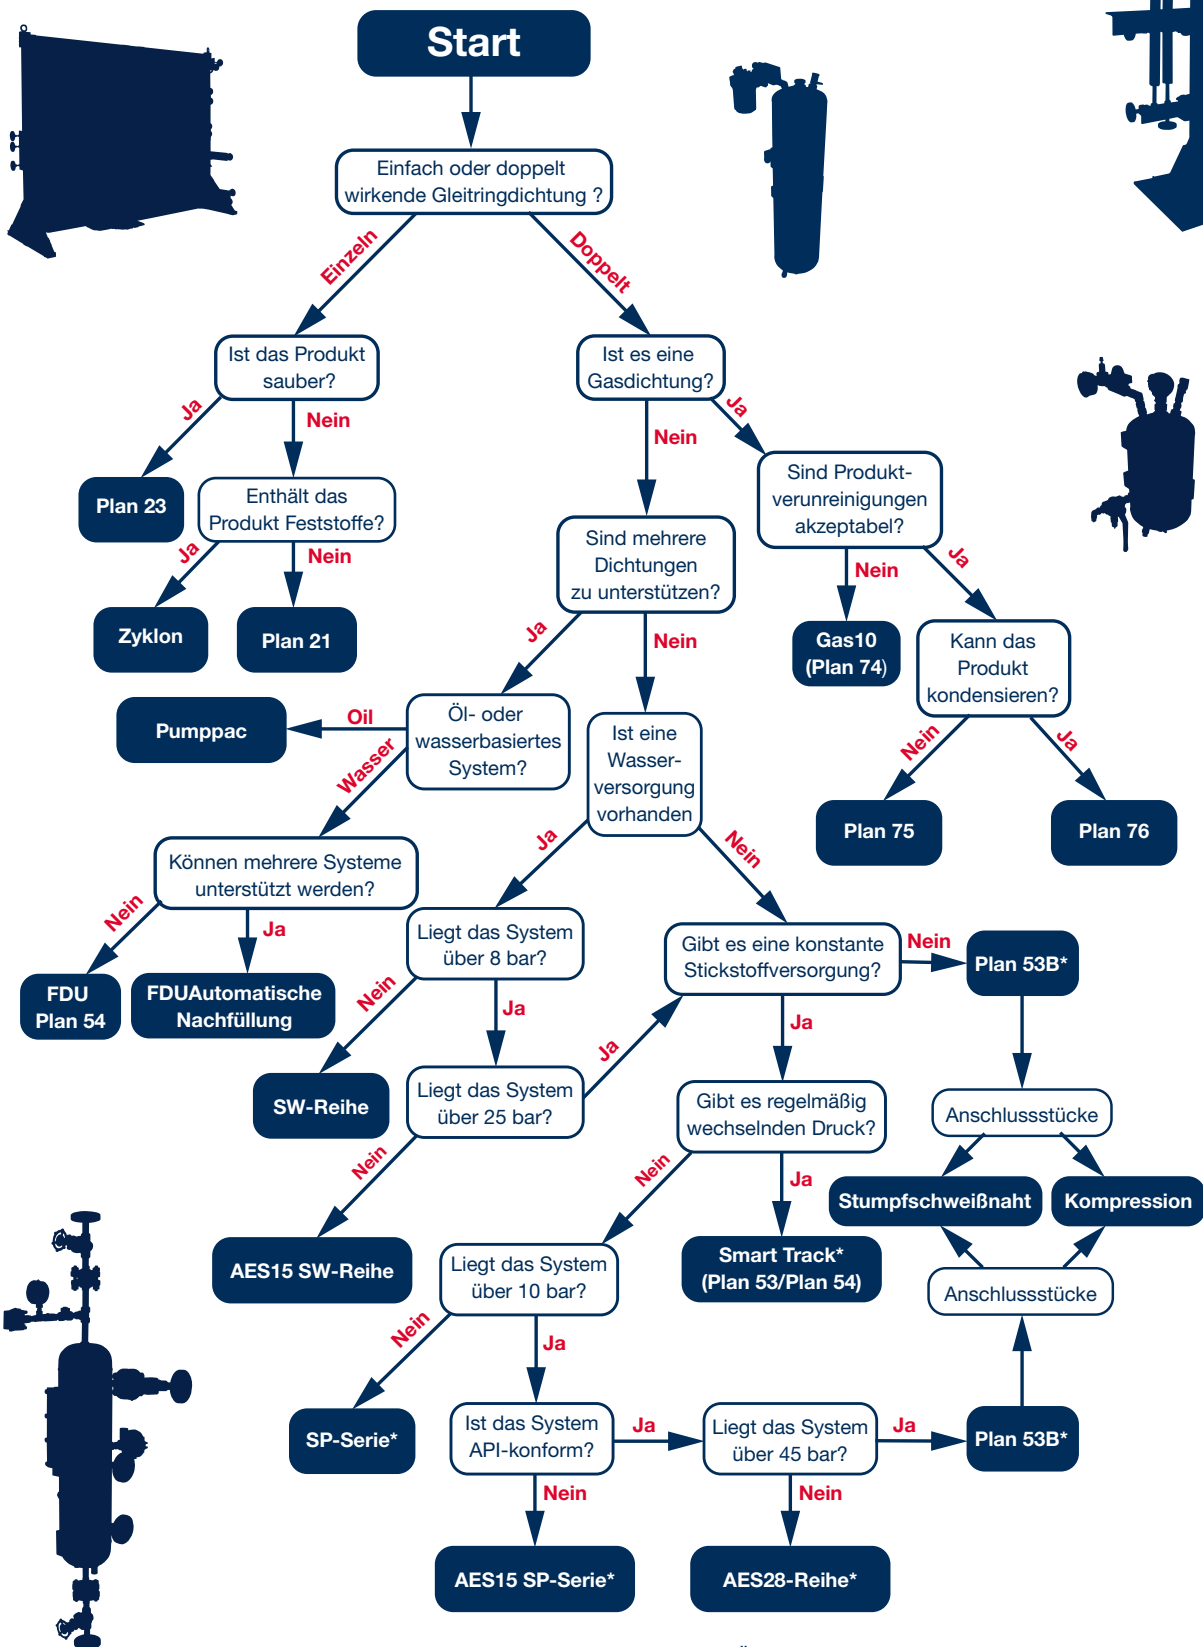 Start
Einfach oder doppelt
wirkende Gleitringdichtung ?
Einzeln
Doppelt
Ist das Produkt
sauber?
Ist es eine
Gasdichtung?
Ja
Nein
Nein
Ja
Plan 23
Enthält das
Produkt Feststoffe?
Sind Produkt-
verunreinigungen
akzeptabel?
Sind mehrere
Dichtungen
zu unterstützen?
Ja
Nein
Nein
Ja
Zyklon
Plan 21
Ja
Nein
Gas10
(Plan 74)
Kann das
Produkt
kondensieren?
Pumppac
Oil
Öl- oder
wasserbasiertes
System?
Ist eine
Wasser-
versorgung
vorhanden
Nein
Ja
Wasser
Plan 75
Plan 76
Ja
Nein
Können mehrere Systeme
unterstützt werden?
Nein
Ja
Liegt das System
über 8 bar?
Gibt es eine konstante
Stickstoffversorgung?
Nein
Plan 53B*
FDU
Plan 54
FDUAutomatische
Nachfüllung
Nein
Ja
Ja
Ja
SW-Reihe
Liegt das System
über 25 bar?
Gibt es regelmäßig
wechselnden Druck?
Anschlussstücke
Nein
Nein
Ja
Stumpfschweißnaht
Kompression
AES15 SW-Reihe
Liegt das System
über 10 bar?
Smart Track*
(Plan 53/Plan 54)
Anschlussstücke
Nein
Ja
SP-Serie*
Ist das System
API-konform?
Ja
Liegt das System
über 45 bar?
Ja
Plan 53B*
Nein
Nein
AES15 SP-Serie*
AES28-Reihe*